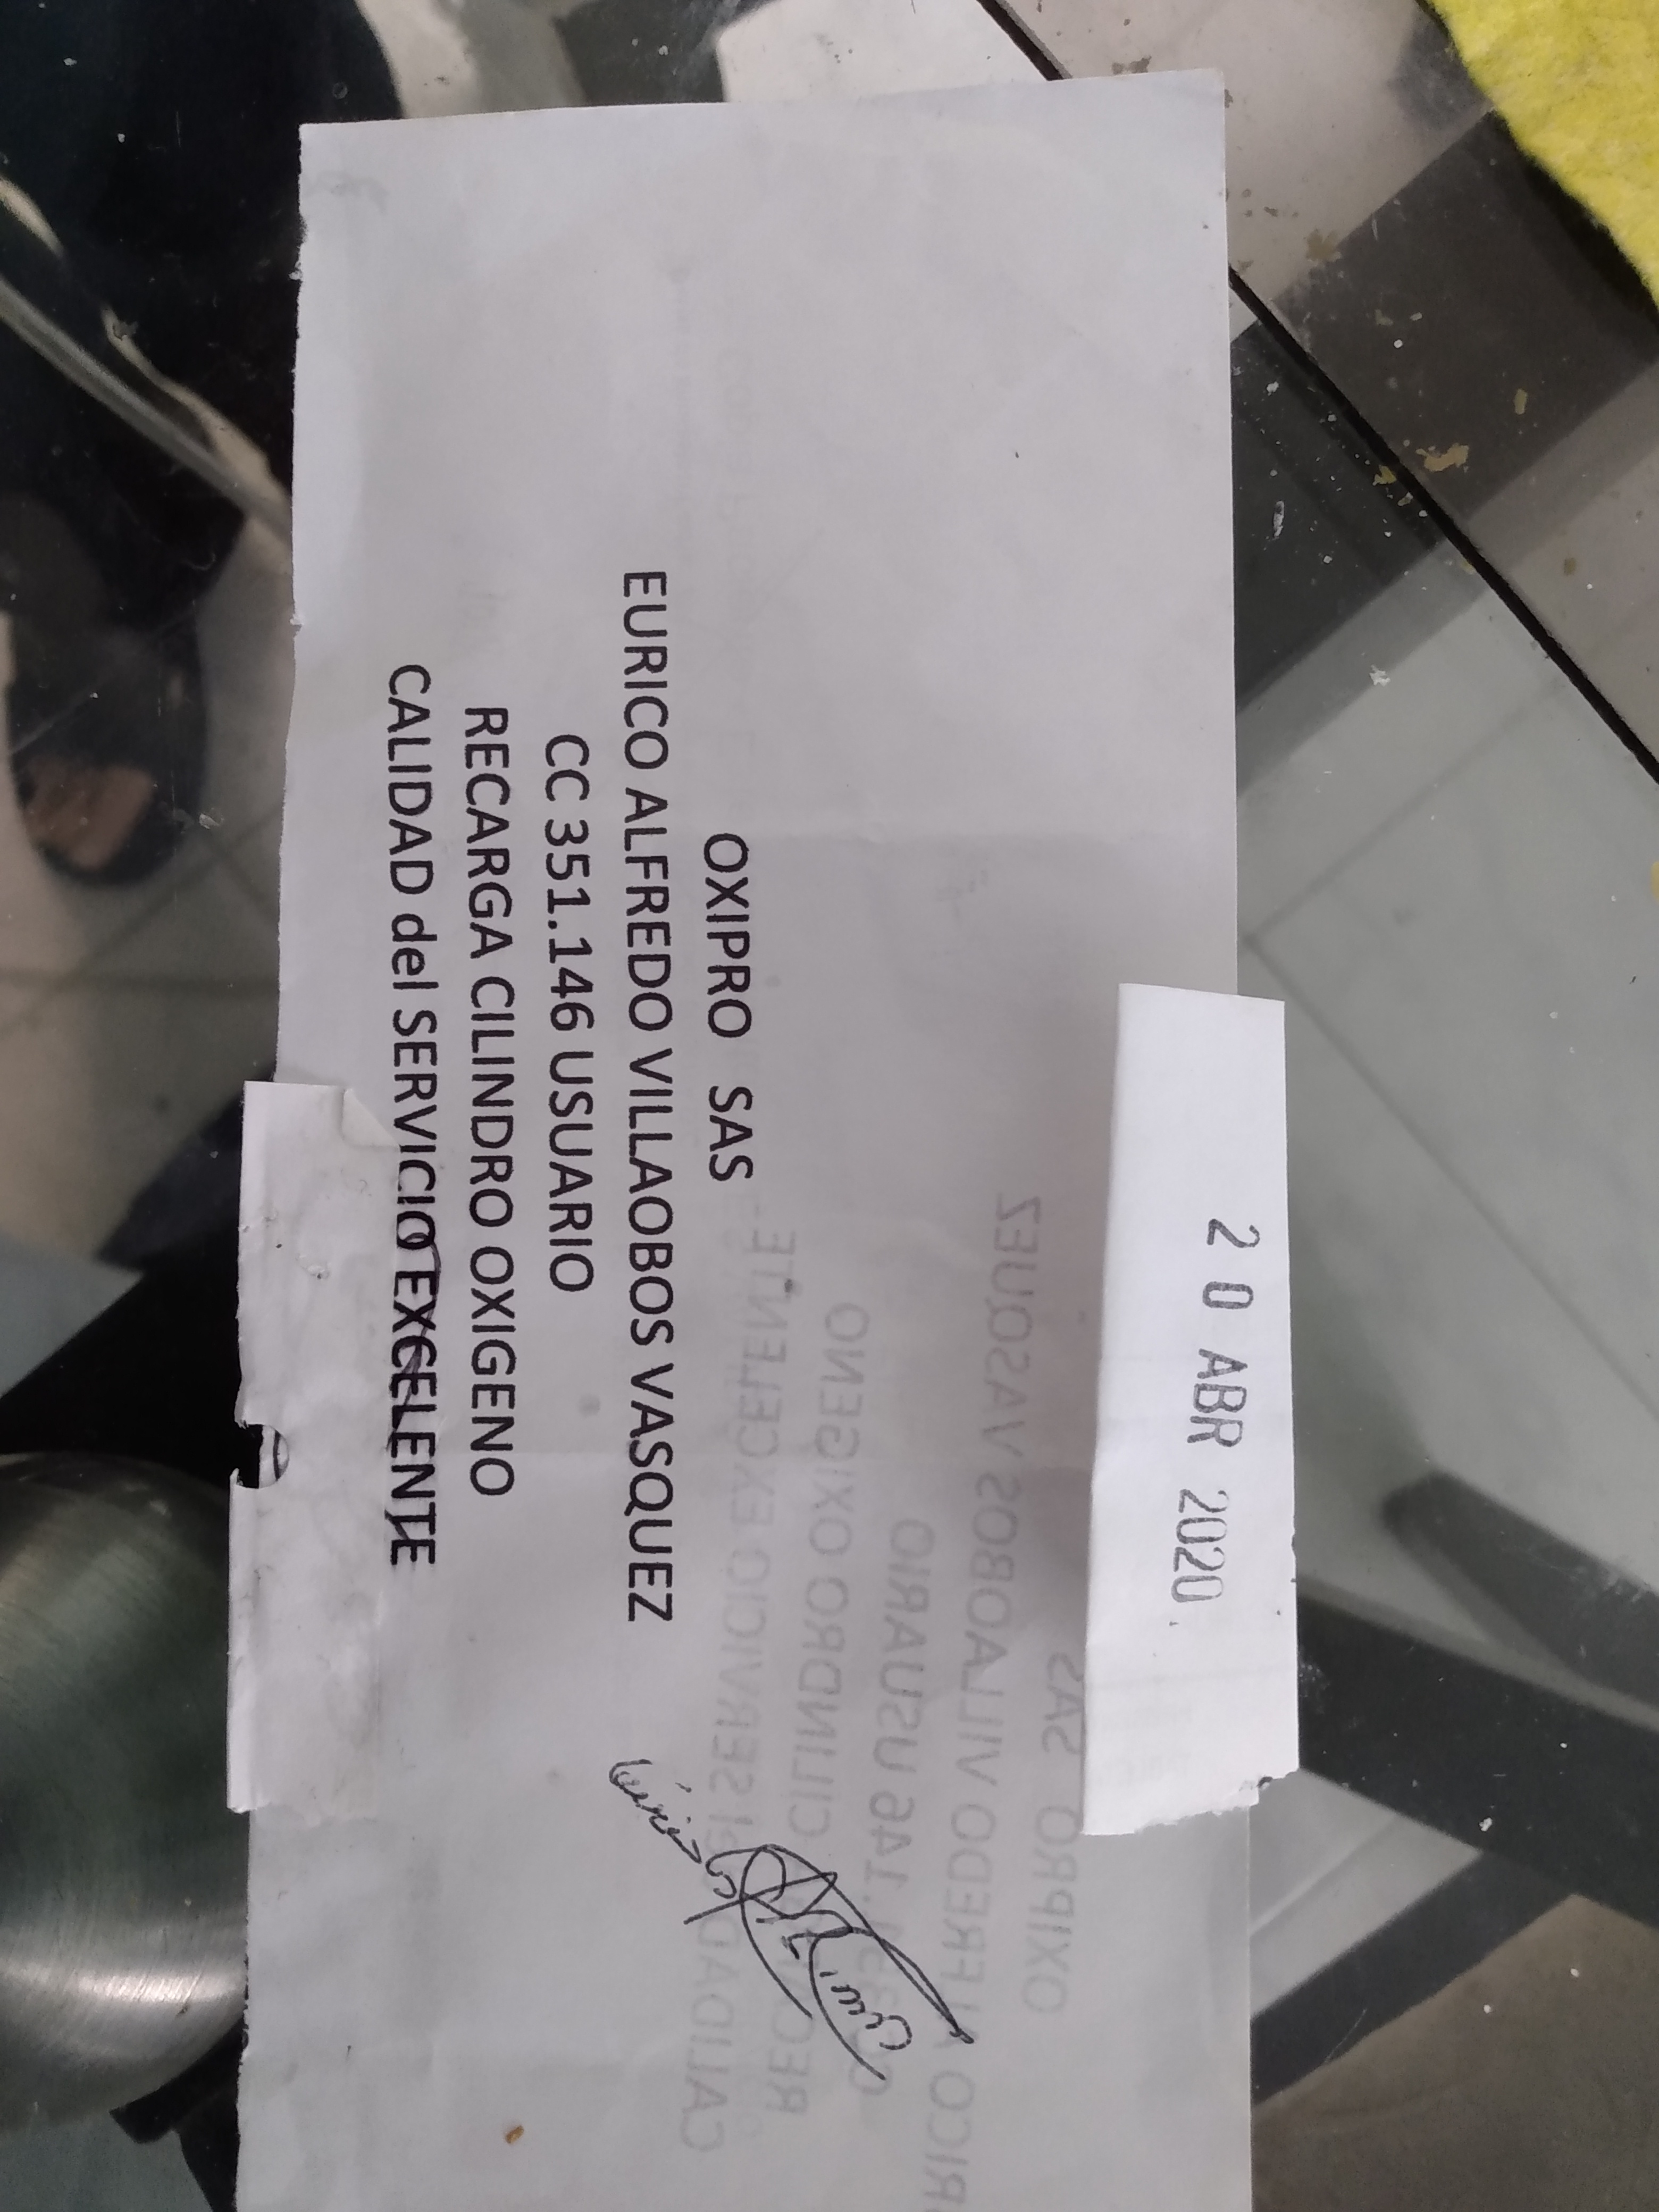 20 ABR 2020
OXIPRO SAS
EURICO ALFREDO VILLAOBOS VASQUEZ
CC 351.146 USUARIO
RECARGA CILINDRO OXIGENO
CALIDAD del SERVICIO EXCELENTE